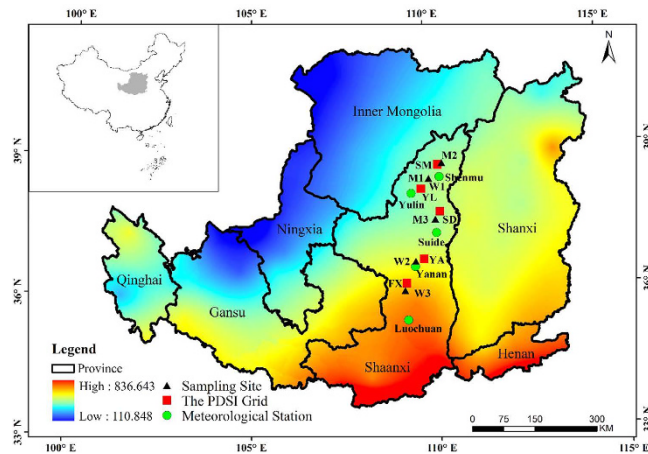 100°E 105°E 110°E 115°E
N
Inner Mongolia
39°N 39°N
M2
SM
M1 Shenmu
W1
YL
Yulin
Shanxi
M3 SD
Ningxia
Suide
W2 YA
Qinghai
Yanan
36°N FX 36°N
W3
Gansu
Luochuan
Legend
Province
Henan
Shaanxi
High : 836.643 Sampling Site
The PDSI Grid
Low : 110.848 Meteorological Station
0 75 150 300
KM
33°N 33°N
100°E 105°E 110°E 115°E